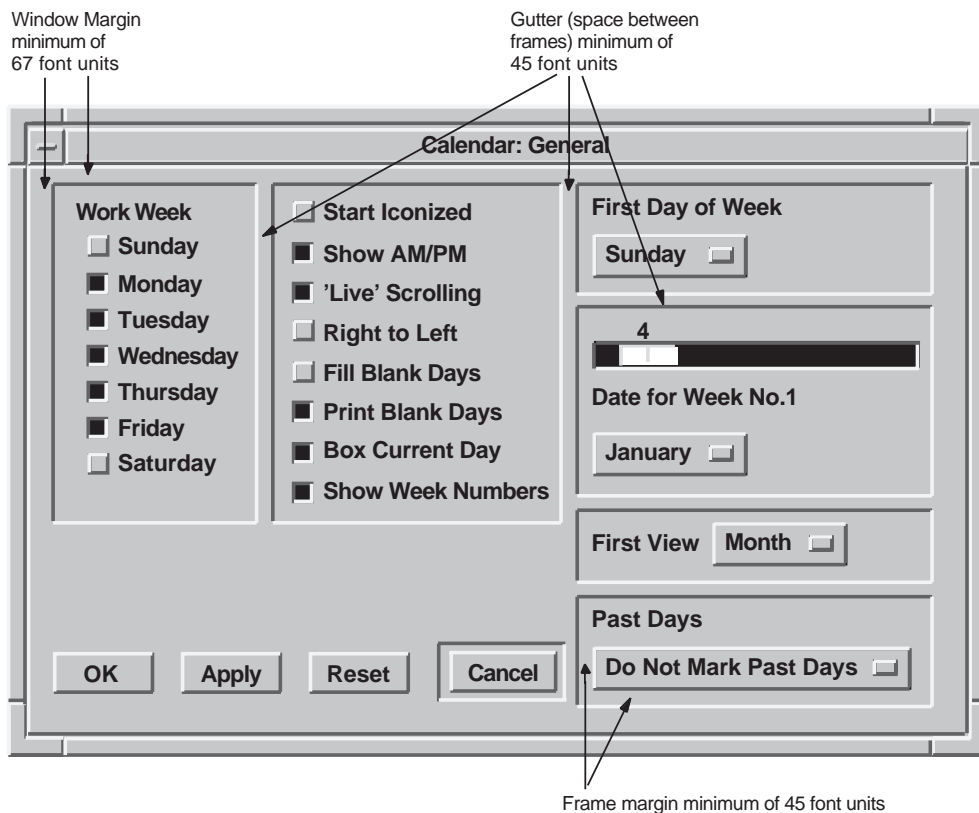 Window Margin
minimum of
67 font units
Gutter (space between
frames) minimum of
45 font units
Calendar: General
Work Week
Sunday
Monday
Tuesday
Wednesday
Thursday
Friday
Saturday
Start Iconized
Show AM/PM
’Live’ Scrolling
Right to Left
Fill Blank Days
Print Blank Days
Box Current Day
Show Week Numbers
First Day of Week
Sunday
4
Date for Week No.1
January
First View Month
Past Days
Do Not Mark Past Days
OK Apply Reset Cancel
Frame margin minimum of 45 font units